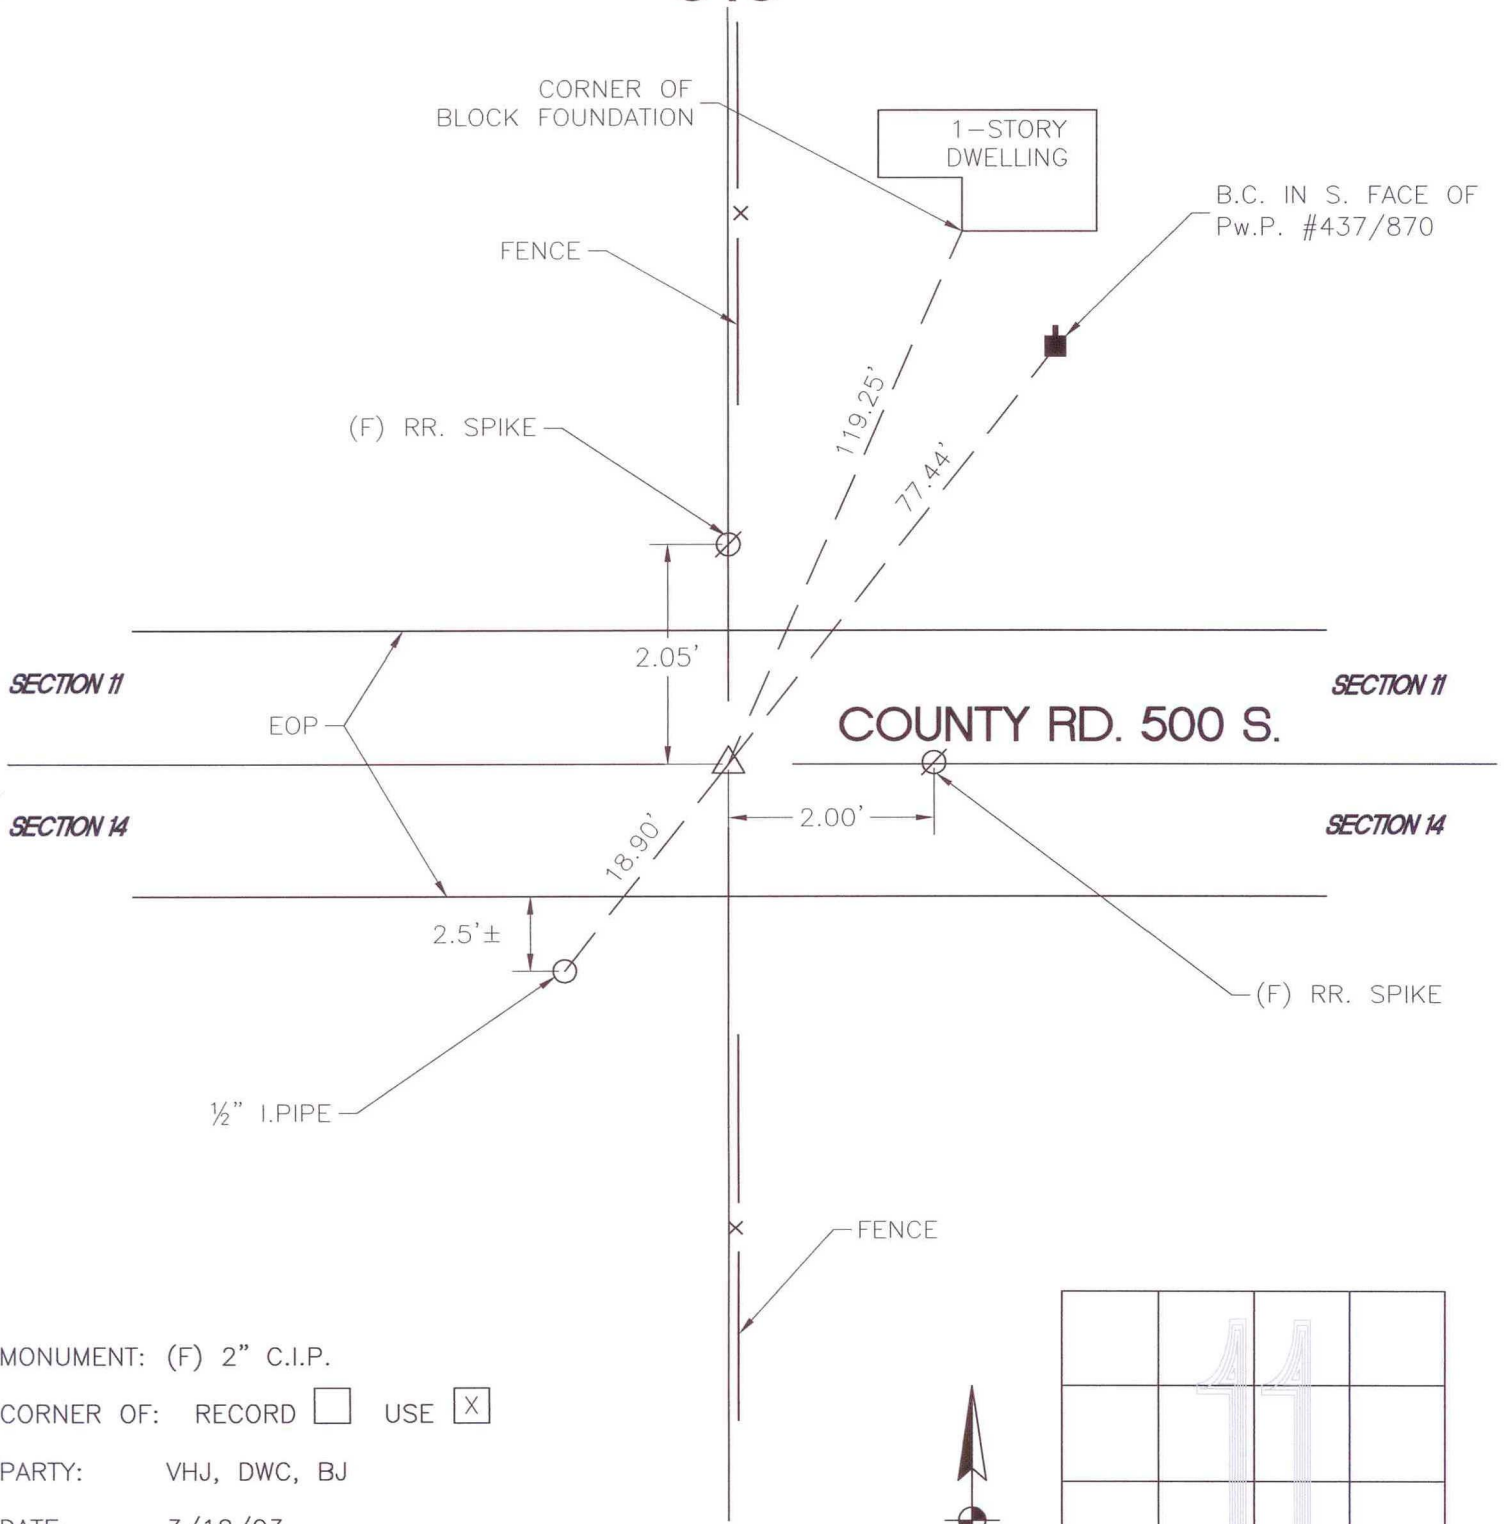 CORNER OF
BLOCK FOUNDATION
1-STORY
DWELLING
B.C. IN S. FACE OF
Pw.P. #437/870
FENCE
119.25'
(F) RR. SPIKE
77.44'
2.05'
SECTION 11
SECTION 11
EOP
COUNTY RD. 500 S.
2.00'
SECTION 14
SECTION 14
18.90'
2.5'±
(F) RR. SPIKE
½" I.PIPE
FENCE
MONUMENT: (F) 2" C.I.P.
CORNER OF: RECORD USE X
PARTY: VHJ, DWC, BJ
11